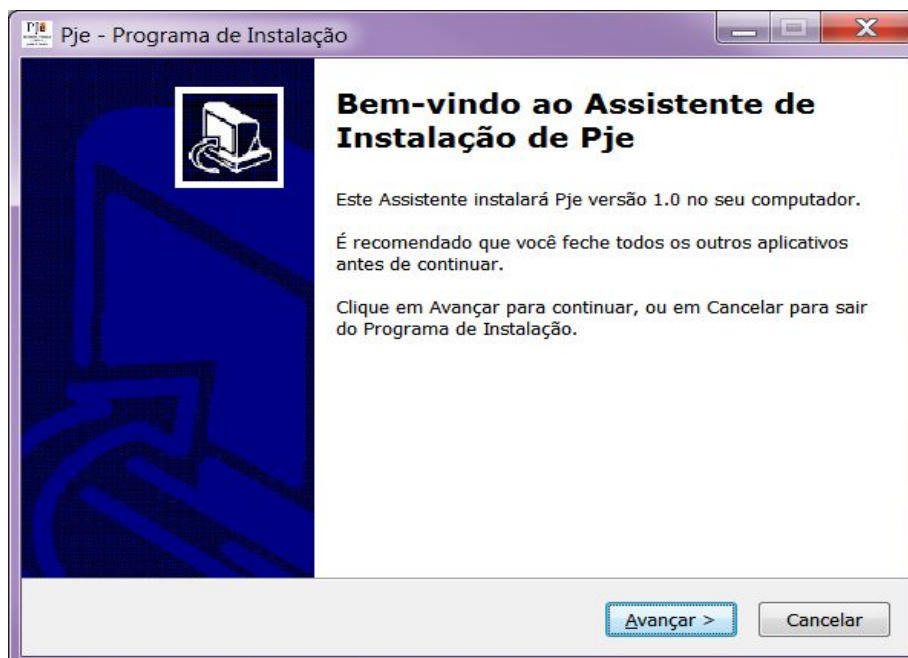 Pje - Programa de Instalação
Bem-vindo ao Assistente de
Instalação de Pje
Este Assistente instalará Pje versão 1.0 no seu computador.
É recomendado que você feche todos os outros aplicativos
antes de continuar.
Clique em Avançar para continuar, ou em Cancelar para sair
do Programa de Instalação.
Avançar >
Cancelar